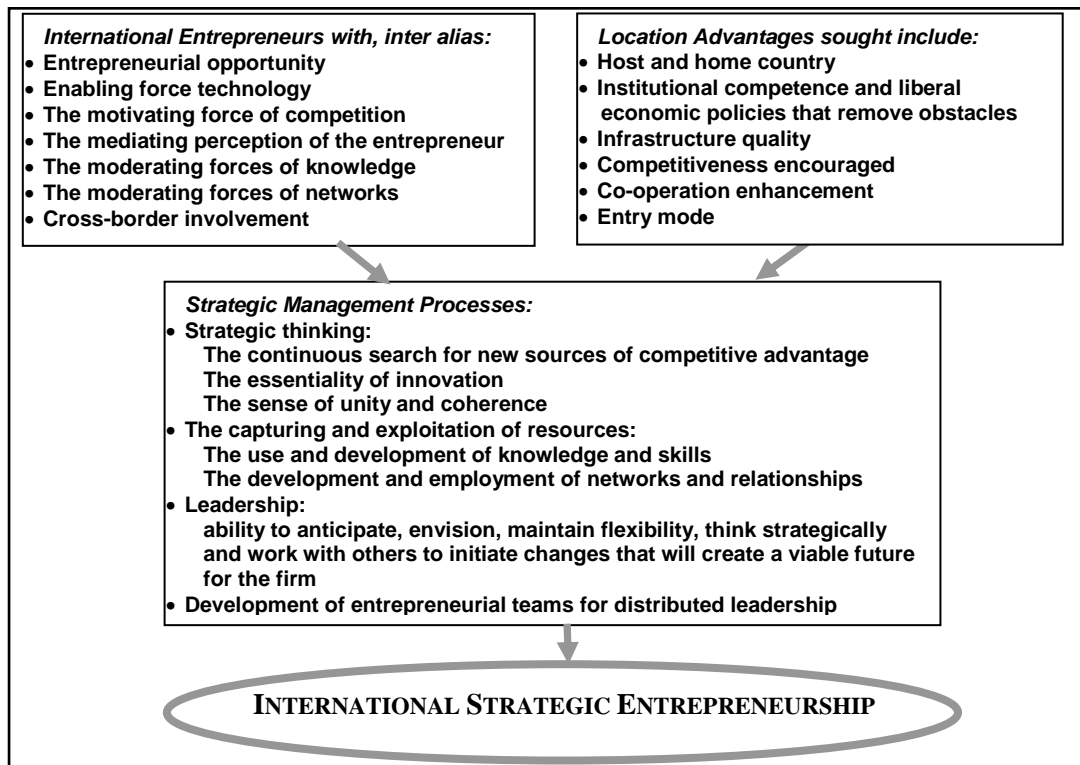 International Entrepreneurs with, inter alias:
• Entrepreneurial opportunity
• Enabling force technology
• The motivating force of competition
• The mediating perception of the entrepreneur
• The moderating forces of knowledge
• The moderating forces of networks
• Cross-border involvement
Location Advantages sought include:
• Host and home country
• Institutional competence and liberal
economic policies that remove obstacles
• Infrastructure quality
• Competitiveness encouraged
• Co-operation enhancement
• Entry mode
Strategic Management Processes:
• Strategic thinking:
The continuous search for new sources of competitive advantage
The essentiality of innovation
The sense of unity and coherence
• The capturing and exploitation of resources:
The use and development of knowledge and skills
The development and employment of networks and relationships
• Leadership:
ability to anticipate, envision, maintain flexibility, think strategically
and work with others to initiate changes that will create a viable future
for the firm
• Development of entrepreneurial teams for distributed leadership
INTERNATIONAL STRATEGIC ENTREPRENEURSHIP